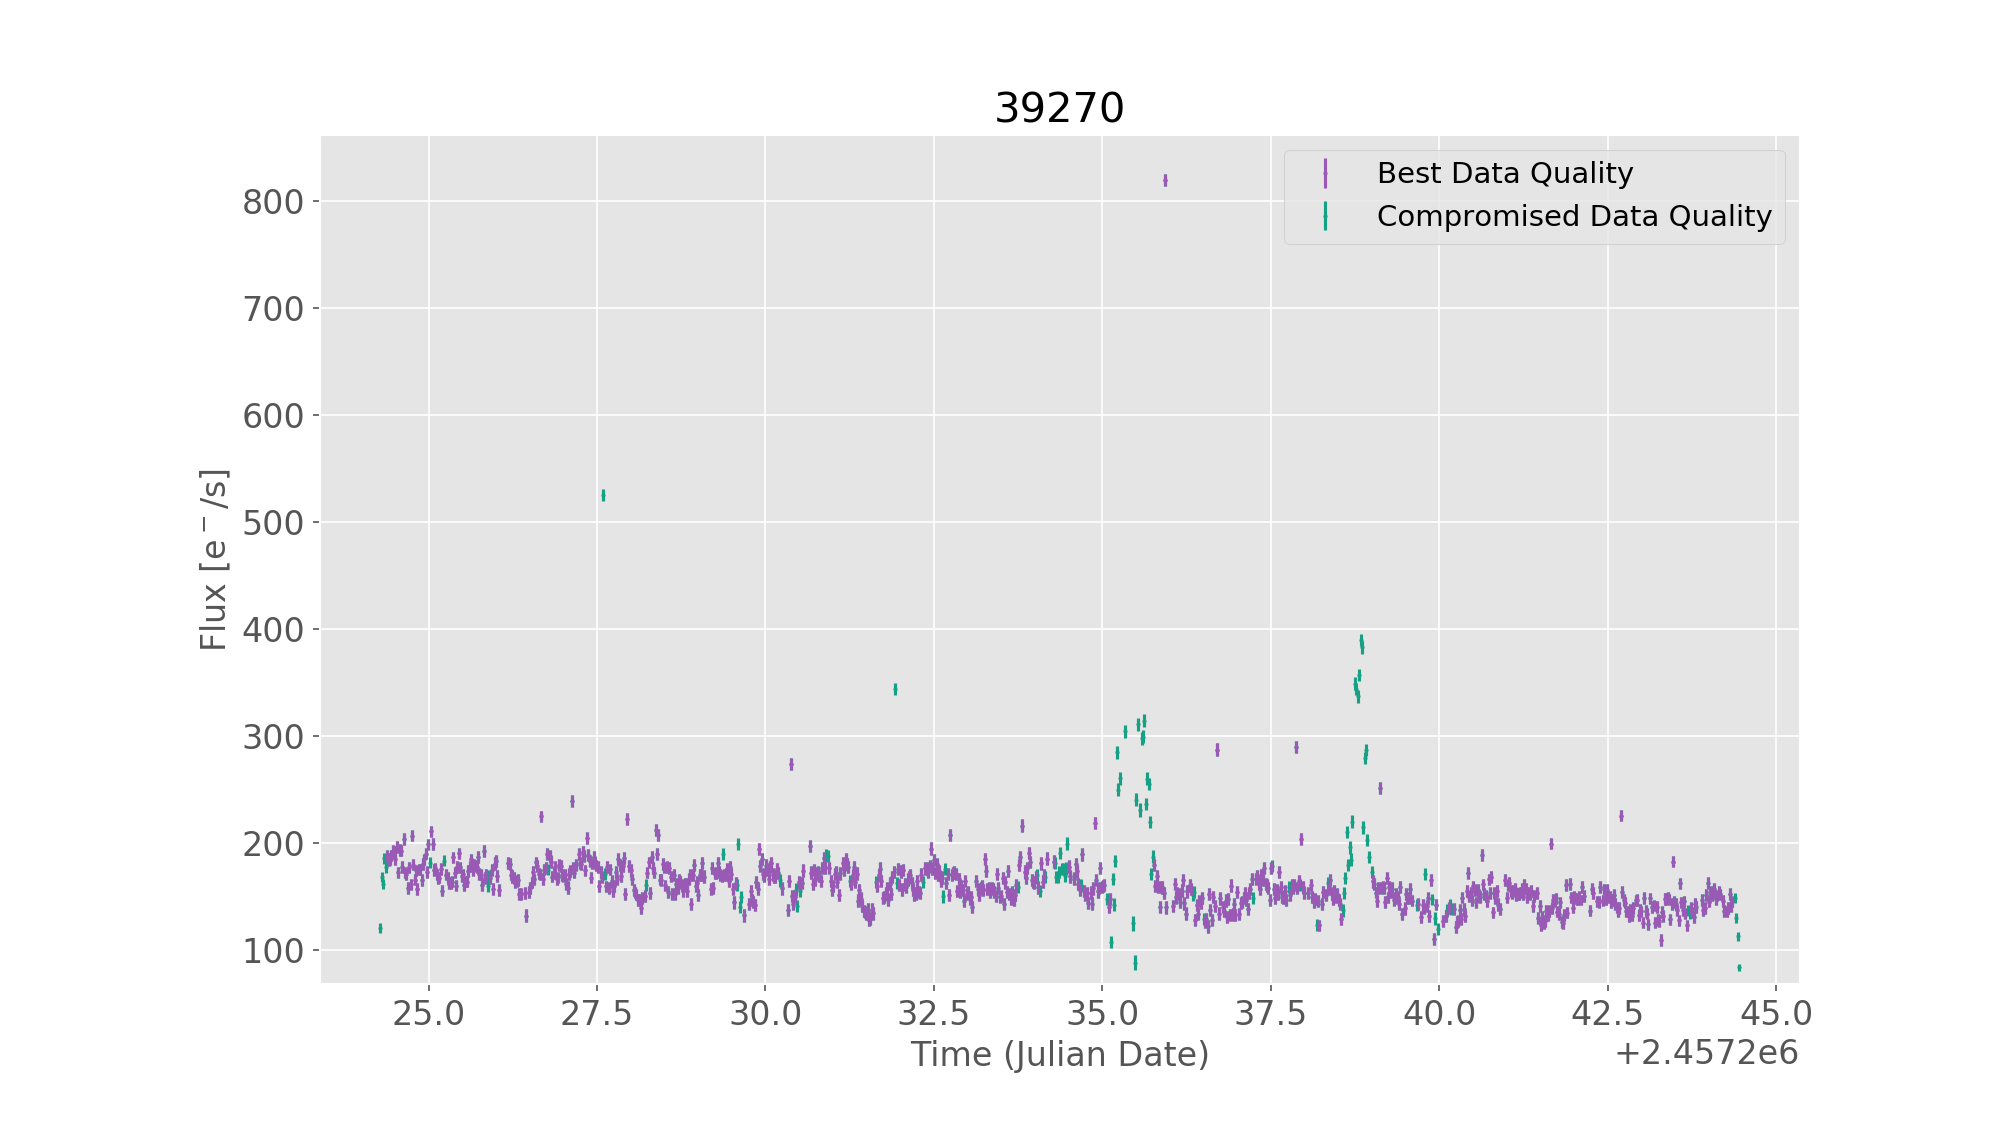 39270
Best Data Quality
Compromised Data Quality
800
700
600
500
400
300
200
100
Flux [e⁻/s]
25.0 27.5 30.0 32.5 35.0 37.5 40.0 42.5 45.0
Time (Julian Date)
+2.4572e6